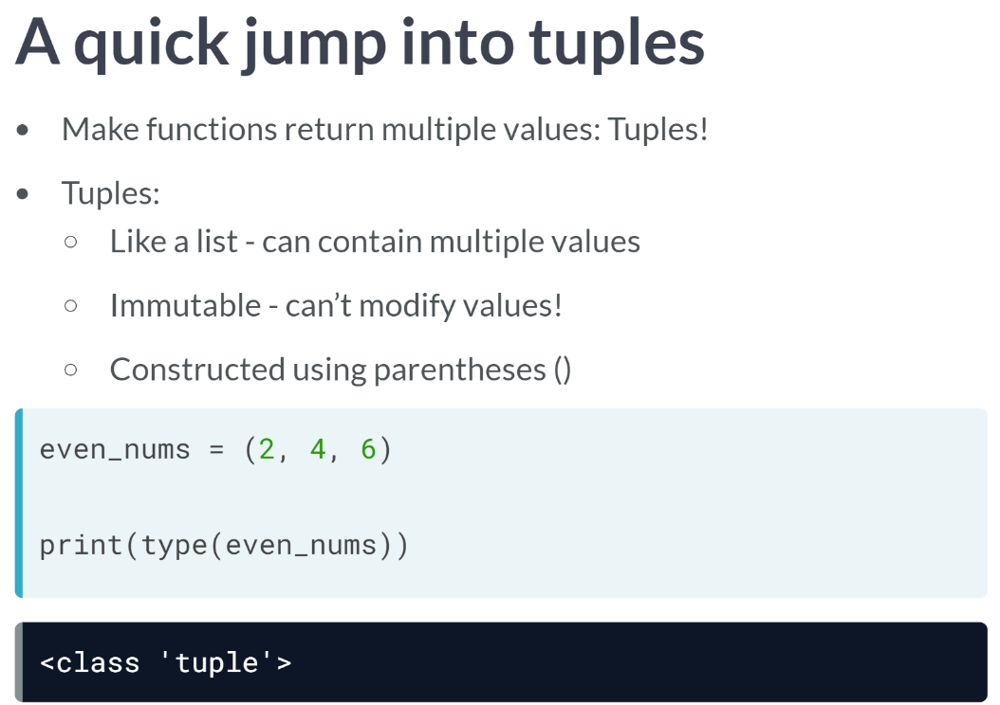 A quick jump into tuples
• Make functions return multiple values: Tuples!
• Tuples:
○ Like a list - can contain multiple values
○ Immutable - can’t modify values!
○ Constructed using parentheses ()
even_nums = (2, 4, 6)
print(type(even_nums))
<class 'tuple'>